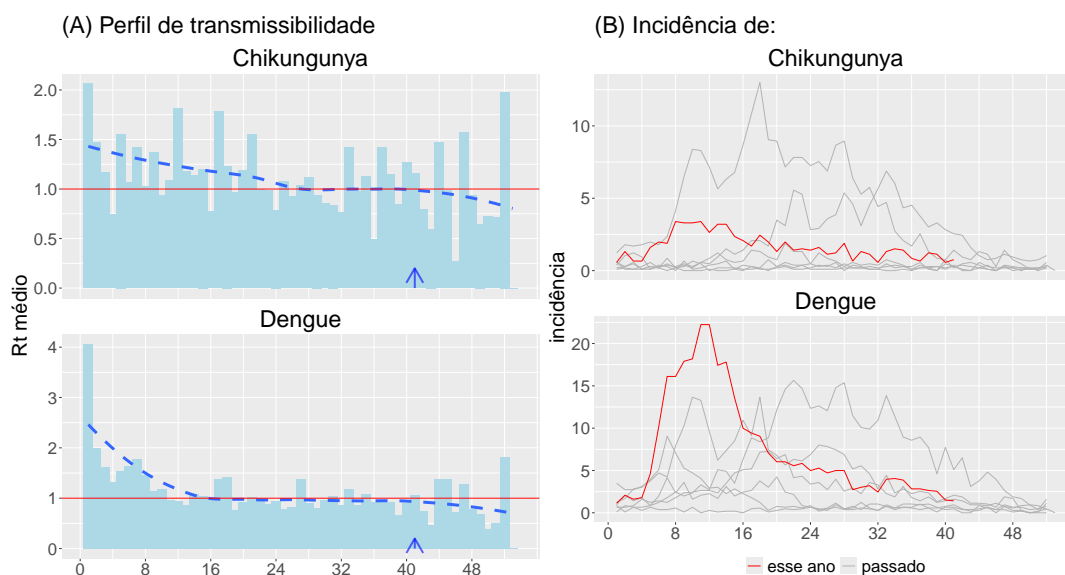 (A) Perfil de transmissibilidade
Chikungunya
2.0
1.5
1.0
0.5
0.0
Dengue
4
3
2
1
0
0 8 16 24 32 40 48
Rt médio
(B) Incidência de:
Chikungunya
10
5
0
Dengue
20
15
10
5
0
0 8 16 24 32 40 48
incidência
esse ano passado